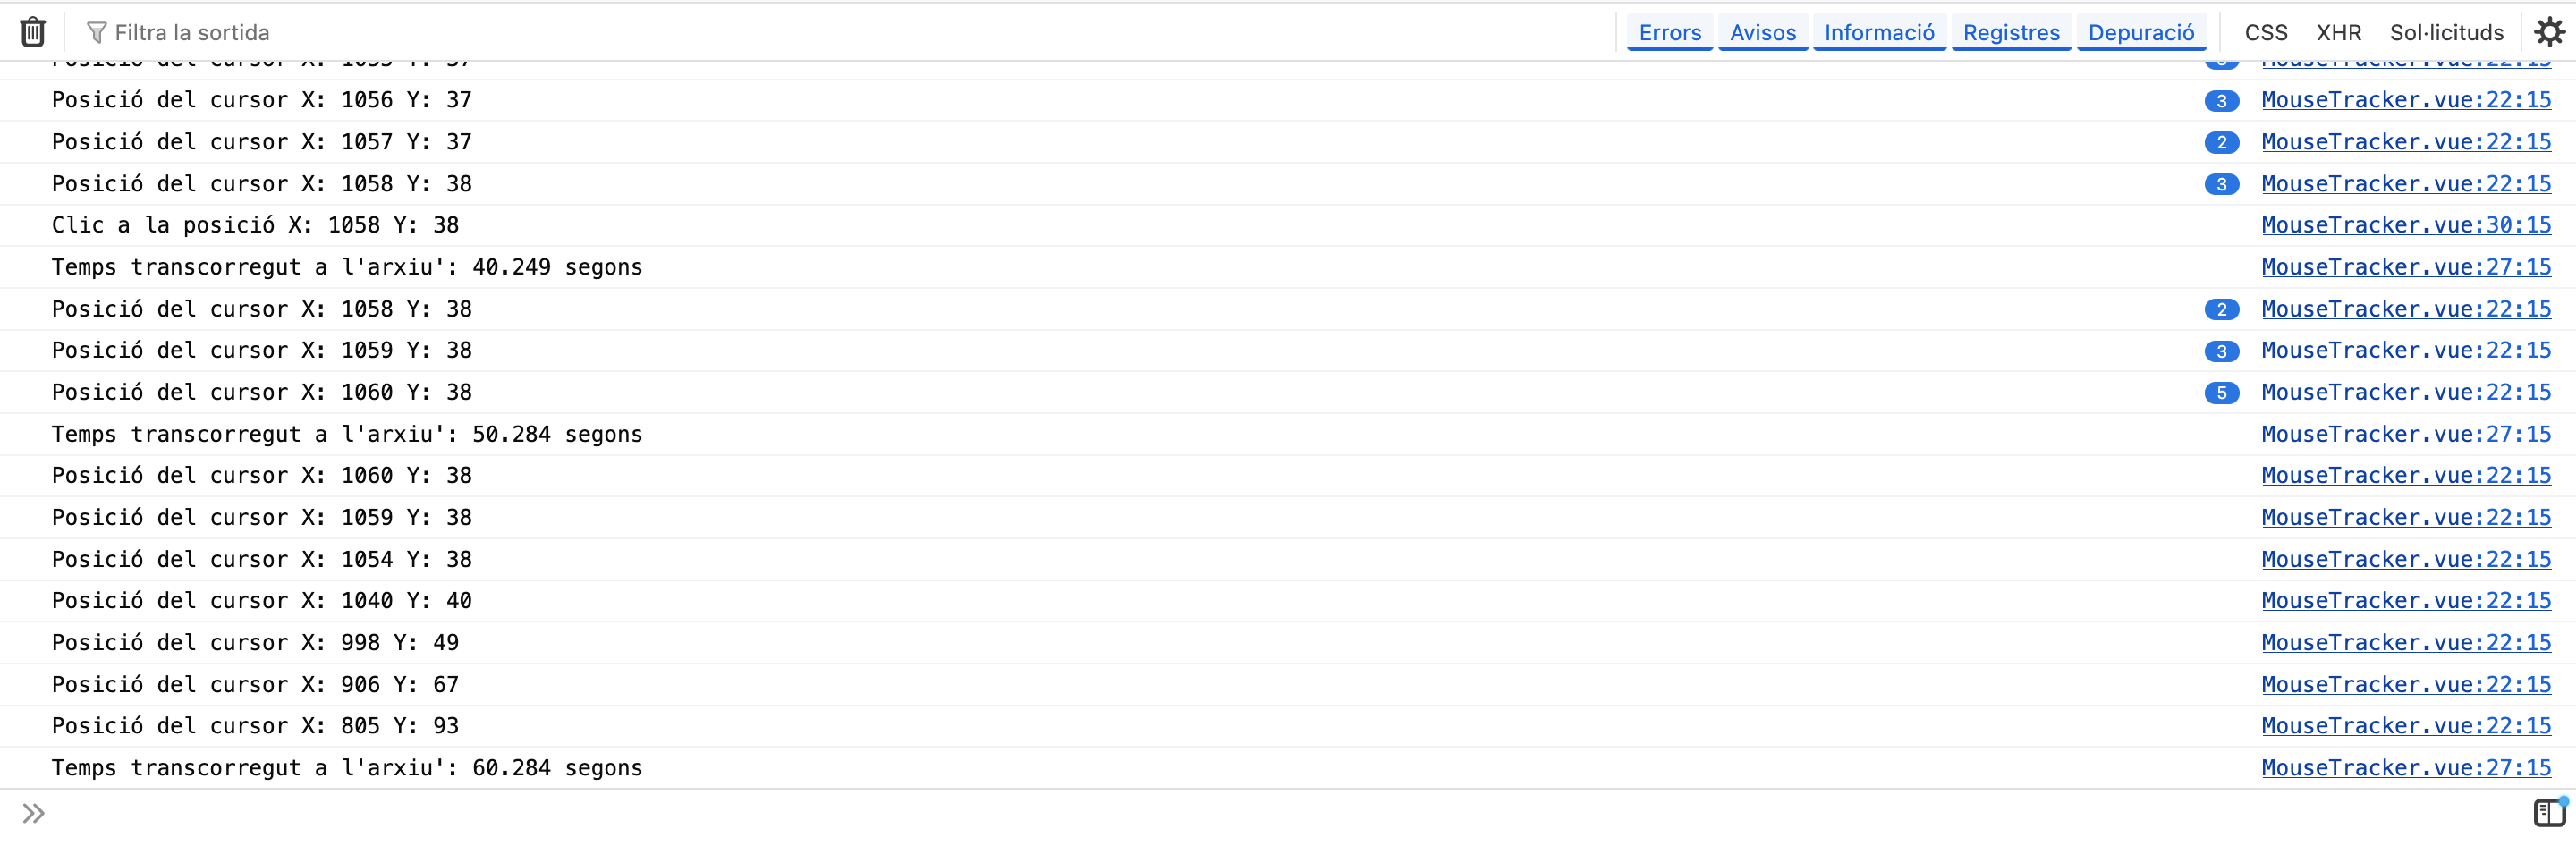 Filtra la sortida Errors Avisos Informació Registres Depuració CSS XHR Sol·licituds
Posició del cursor X: 1056 Y: 37 3 MouseTracker.vue:22:15
Posició del cursor X: 1057 Y: 37 2 MouseTracker.vue:22:15
Posició del cursor X: 1058 Y: 38 3 MouseTracker.vue:22:15
Clic a la posició X: 1058 Y: 38 MouseTracker.vue:30:15
Temps transcorregut a l'arxiu': 40.249 segons MouseTracker.vue:27:15
Posició del cursor X: 1058 Y: 38 2 MouseTracker.vue:22:15
Posició del cursor X: 1059 Y: 38 3 MouseTracker.vue:22:15
Posició del cursor X: 1060 Y: 38 5 MouseTracker.vue:22:15
Temps transcorregut a l'arxiu': 50.284 segons MouseTracker.vue:27:15
Posició del cursor X: 1060 Y: 38 MouseTracker.vue:22:15
Posició del cursor X: 1059 Y: 38 MouseTracker.vue:22:15
Posició del cursor X: 1054 Y: 38 MouseTracker.vue:22:15
Posició del cursor X: 1040 Y: 40 MouseTracker.vue:22:15
Posició del cursor X: 998 Y: 49 MouseTracker.vue:22:15
Posició del cursor X: 906 Y: 67 MouseTracker.vue:22:15
Posició del cursor X: 805 Y: 93 MouseTracker.vue:22:15
Temps transcorregut a l'arxiu': 60.284 segons MouseTracker.vue:27:15